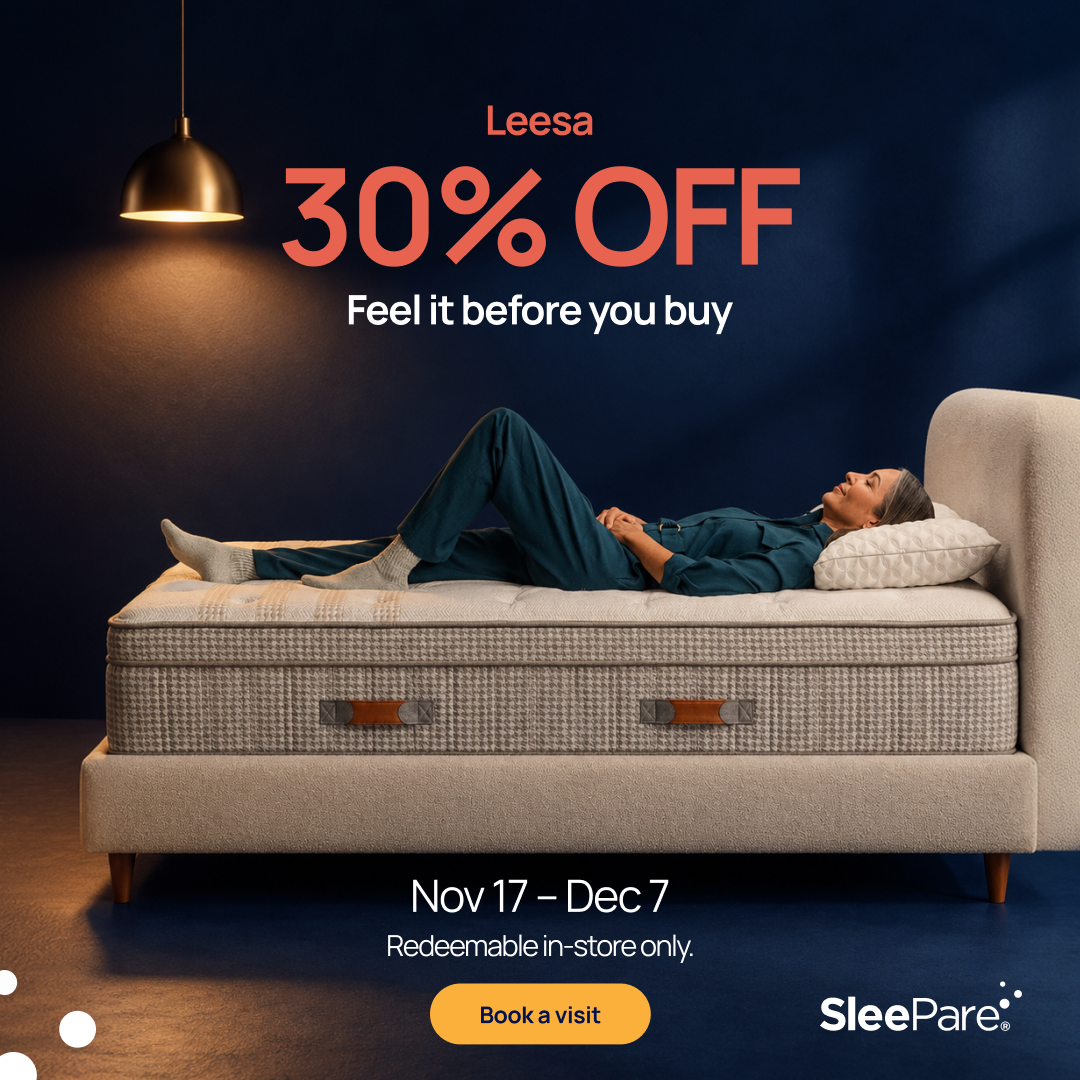 Leesa
30% OFF
Feel it before you buy
Nov 17 – Dec 7
Redeemable in-store only.
Book a visit
SleePare®